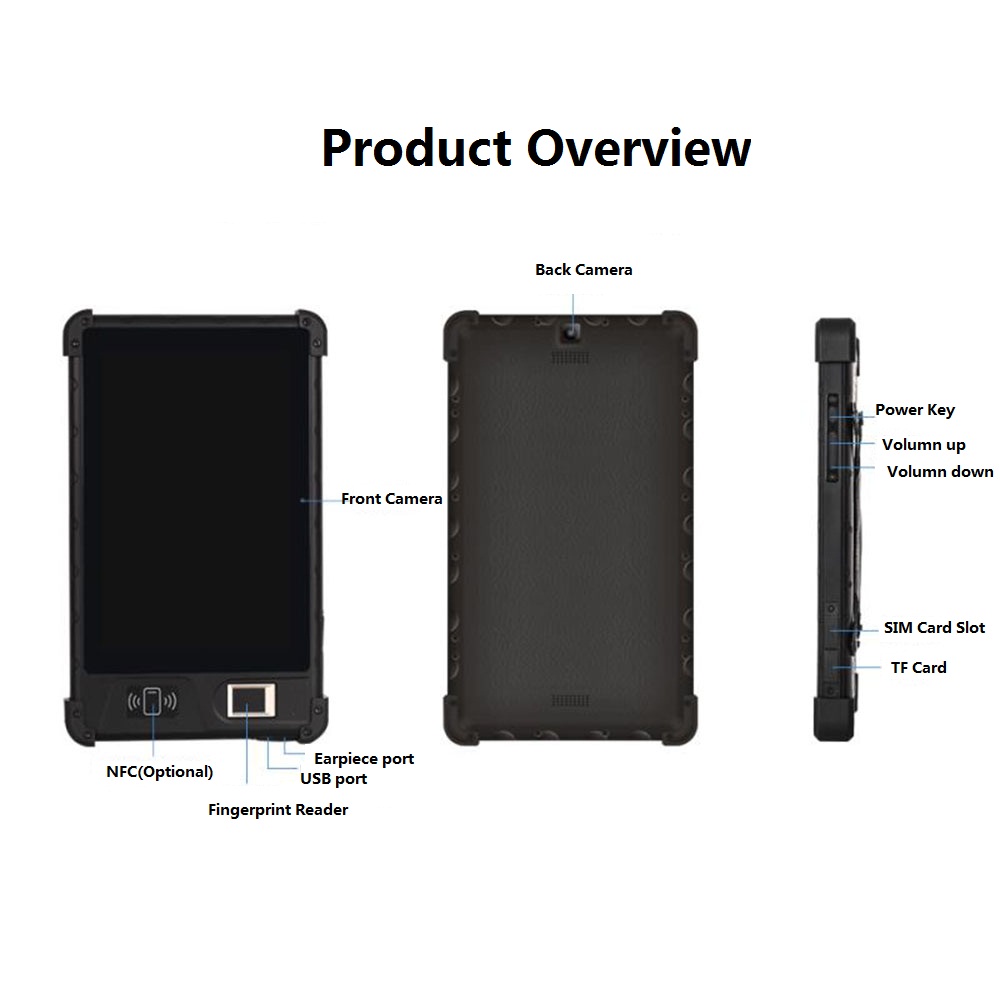 Product Overview
Back Camera
Power Key
Volumn up
Volumn down
Front Camera
SIM Card Slot
TF Card
Earpiece port
NFC(Optional)
USB port
Fingerprint Reader